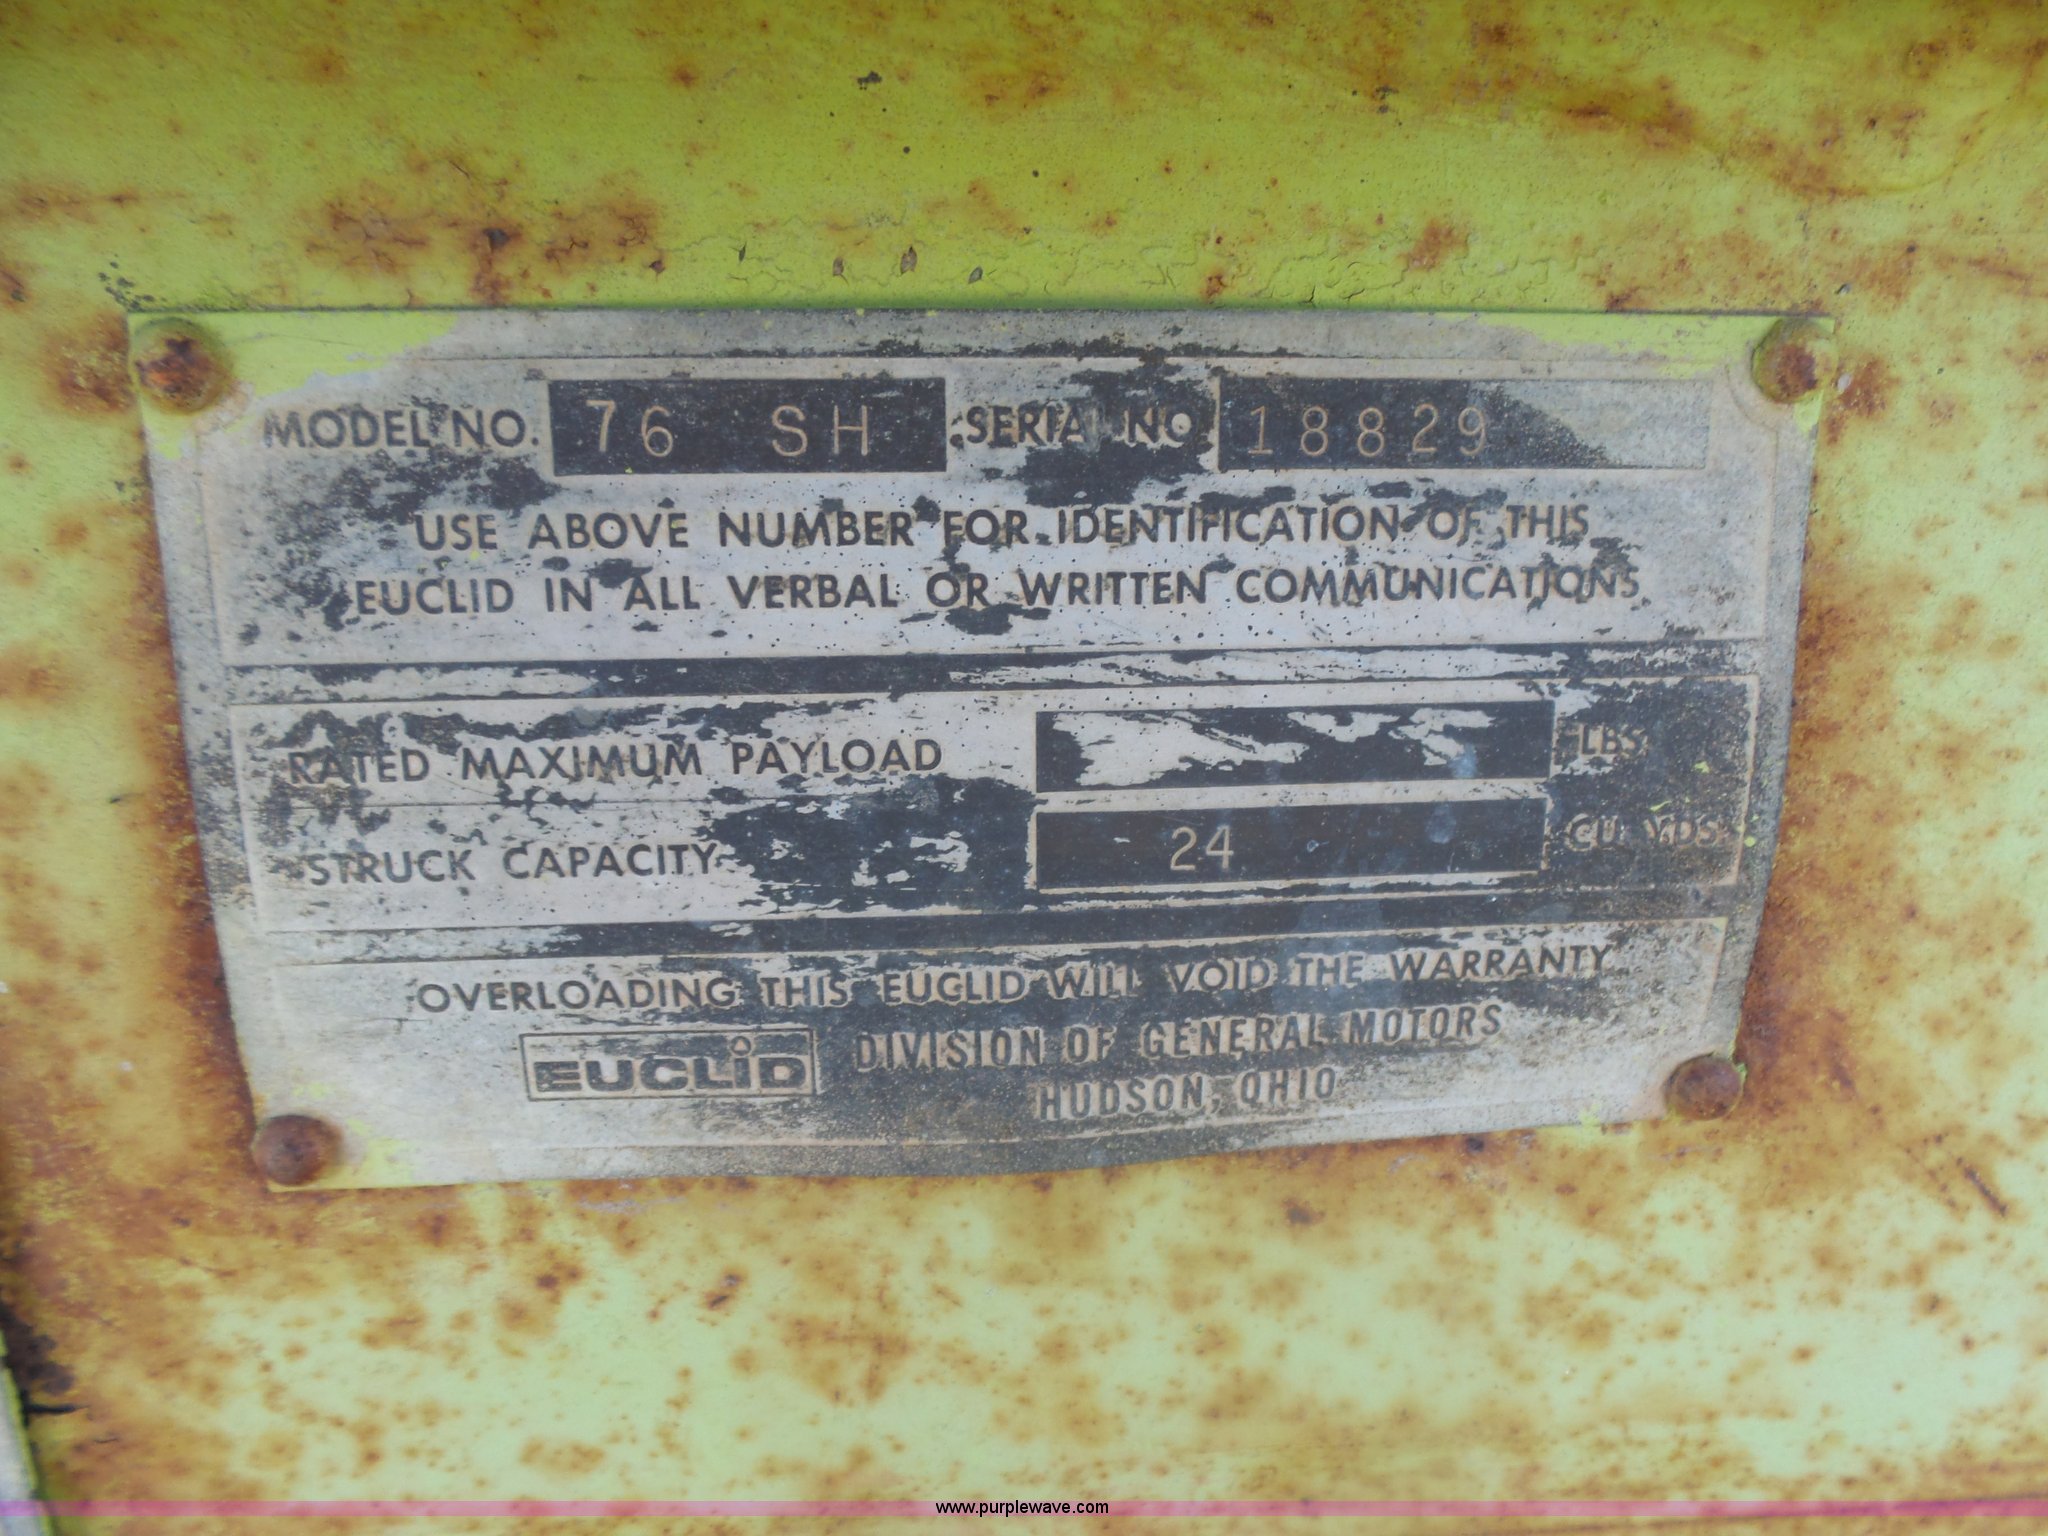 MODEL NO. 76 SH SERIAL NO 18829
USE ABOVE NUMBER FOR IDENTIFICATION OF THIS
EUCLID IN ALL VERBAL OR WRITTEN COMMUNICATIONS
RATED MAXIMUM PAYLOAD LBS.
STRUCK CAPACITY 24 CU. YDS.
OVERLOADING THIS EUCLID WILL VOID THE WARRANTY
EUCLID DIVISION OF GENERAL MOTORS
HUDSON, OHIO
www.purplewave.com